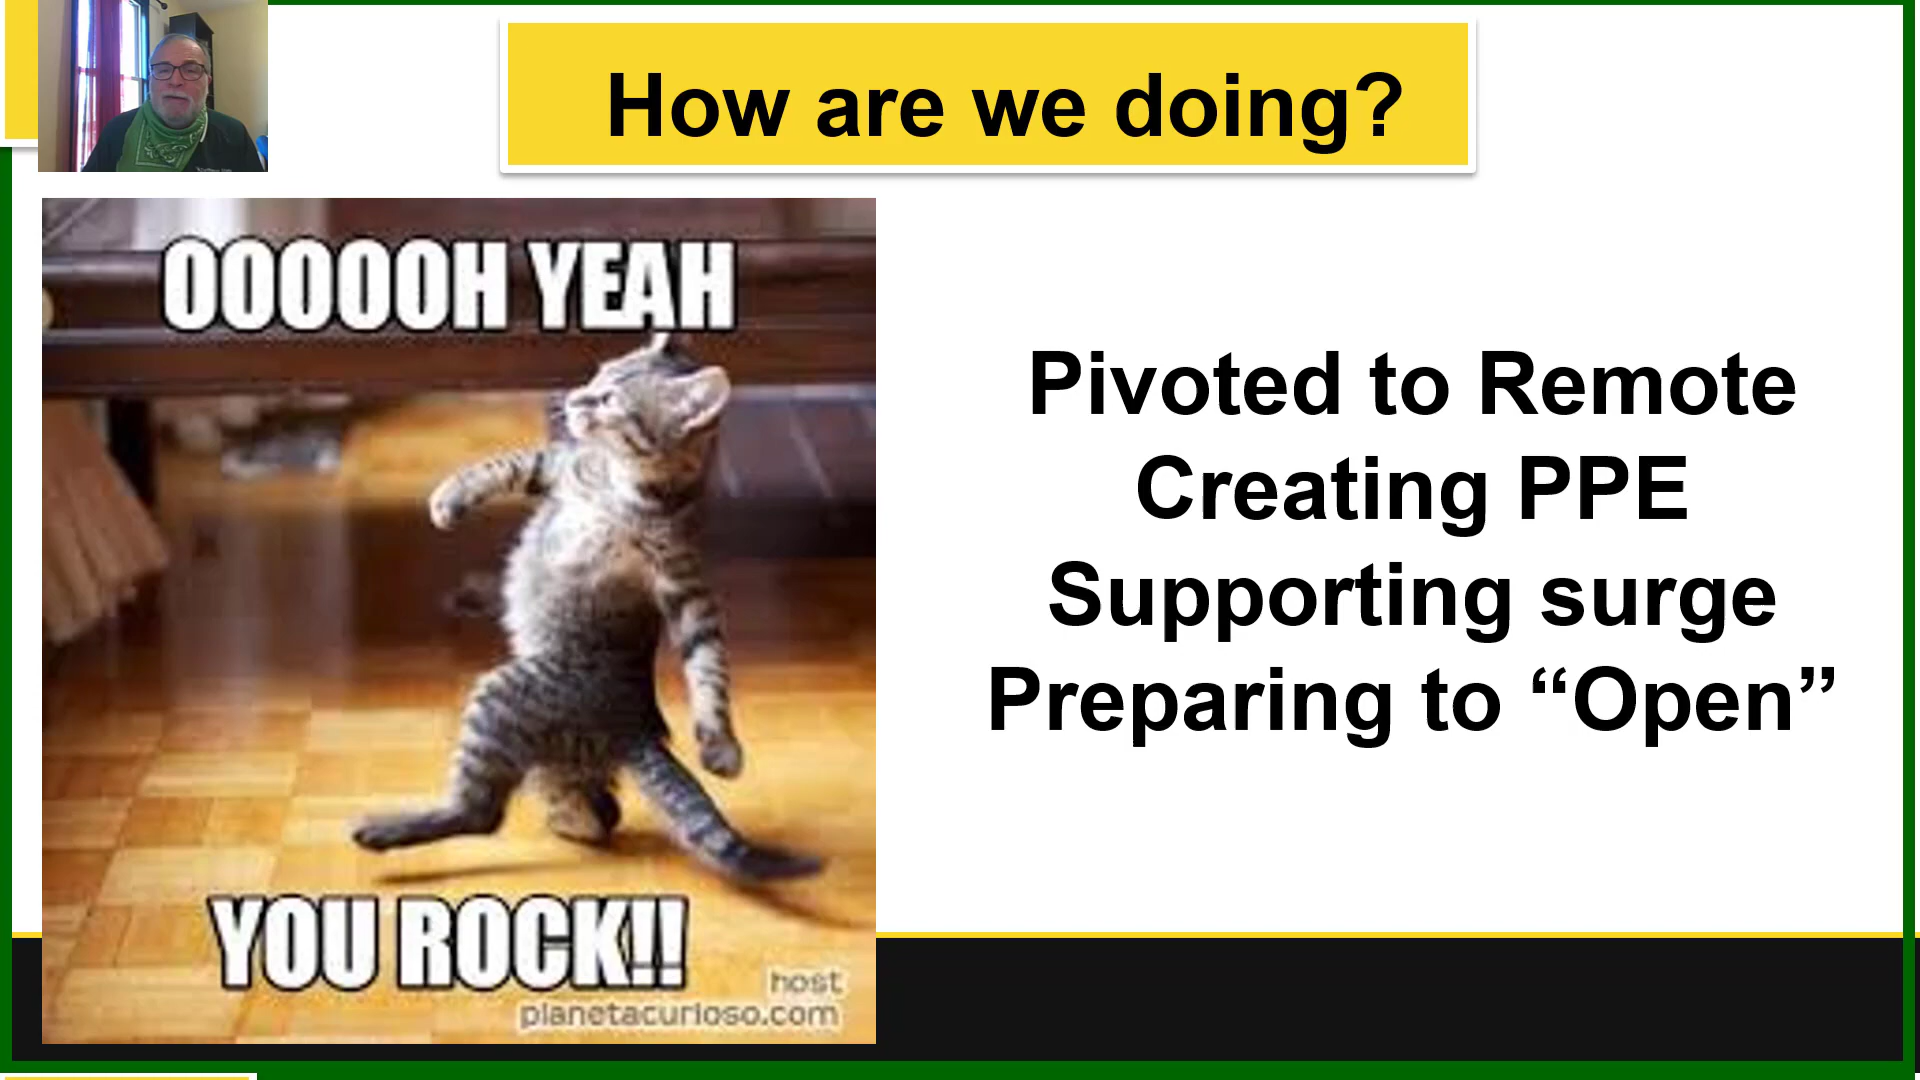 How are we doing?
OOOOOH YEAH
YOU ROCK!!
host
planetacurioso.com
Pivoted to Remote
Creating PPE
Supporting surge
Preparing to “Open”